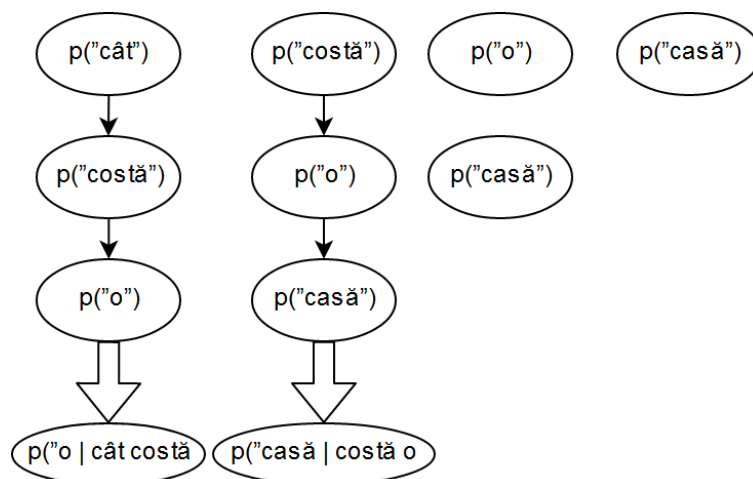 p("cât")
p("costă")
p("o")
p("casă")
p("costă")
p("o")
p("casă")
p("o")
p("casă")
p("o | cât costă
p("casă | costă o